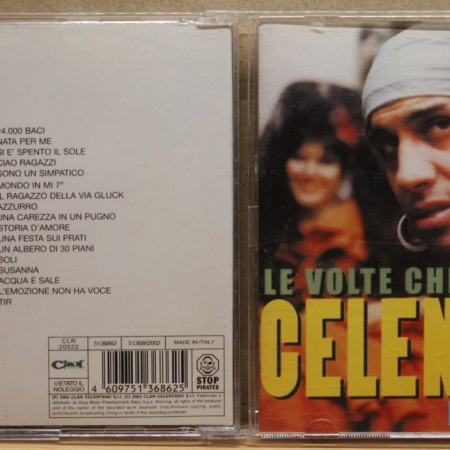 24.000 BACI
NATA PER ME
SI E' SPENTO IL SOLE
CIAO RAGAZZI
SONO UN SIMPATICO
MONDO IN MI 7ª
IL RAGAZZO DELLA VIA GLUCK
AZZURRO
UNA CAREZZA IN UN PUGNO
STORIA D'AMORE
UNA FESTA SUI PRATI
UN ALBERO DI 30 PIANI
SOLI
SUSANNA
ACQUA E SALE
L'EMOZIONE NON HA VOCE
TIR
CLN
20522
5136862
5136862002
MADE IN ITALY
Clan
VIETATO IL
NOLEGGIO
4 609751 368625
STOP
PIRATES
LE VOLTE CHE
CELEN